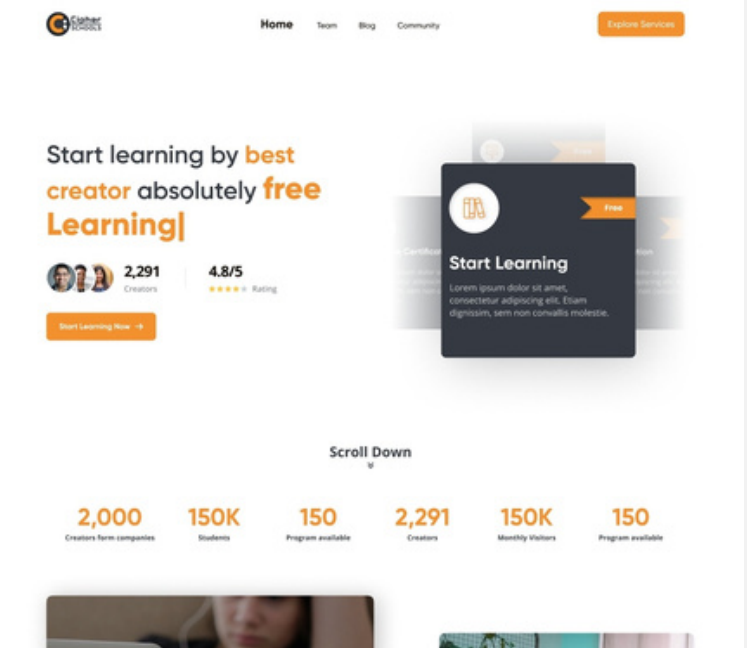 Cipher
SCHOOLS
Home Team Blog Community
Explore Services
Start learning by best
creator absolutely free
Learning|
2,291
Creators
4.8/5
Rating
Start Learning Now →
Free
Start Learning
Lorem ipsum dolor sit amet,
consectetur adipiscing elit. Etiam
dignissim, sem non convallis molestie.
Scroll Down
2,000
Creators form companies
150K
Students
150
Program available
2,291
Creators
150K
Monthly Visitors
150
Program available